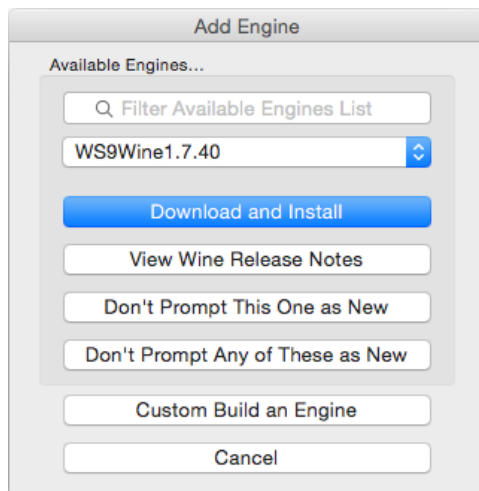 Add Engine
Available Engines...
Filter Available Engines List
WS9Wine1.7.40
Download and Install
View Wine Release Notes
Don't Prompt This One as New
Don't Prompt Any of These as New
Custom Build an Engine
Cancel